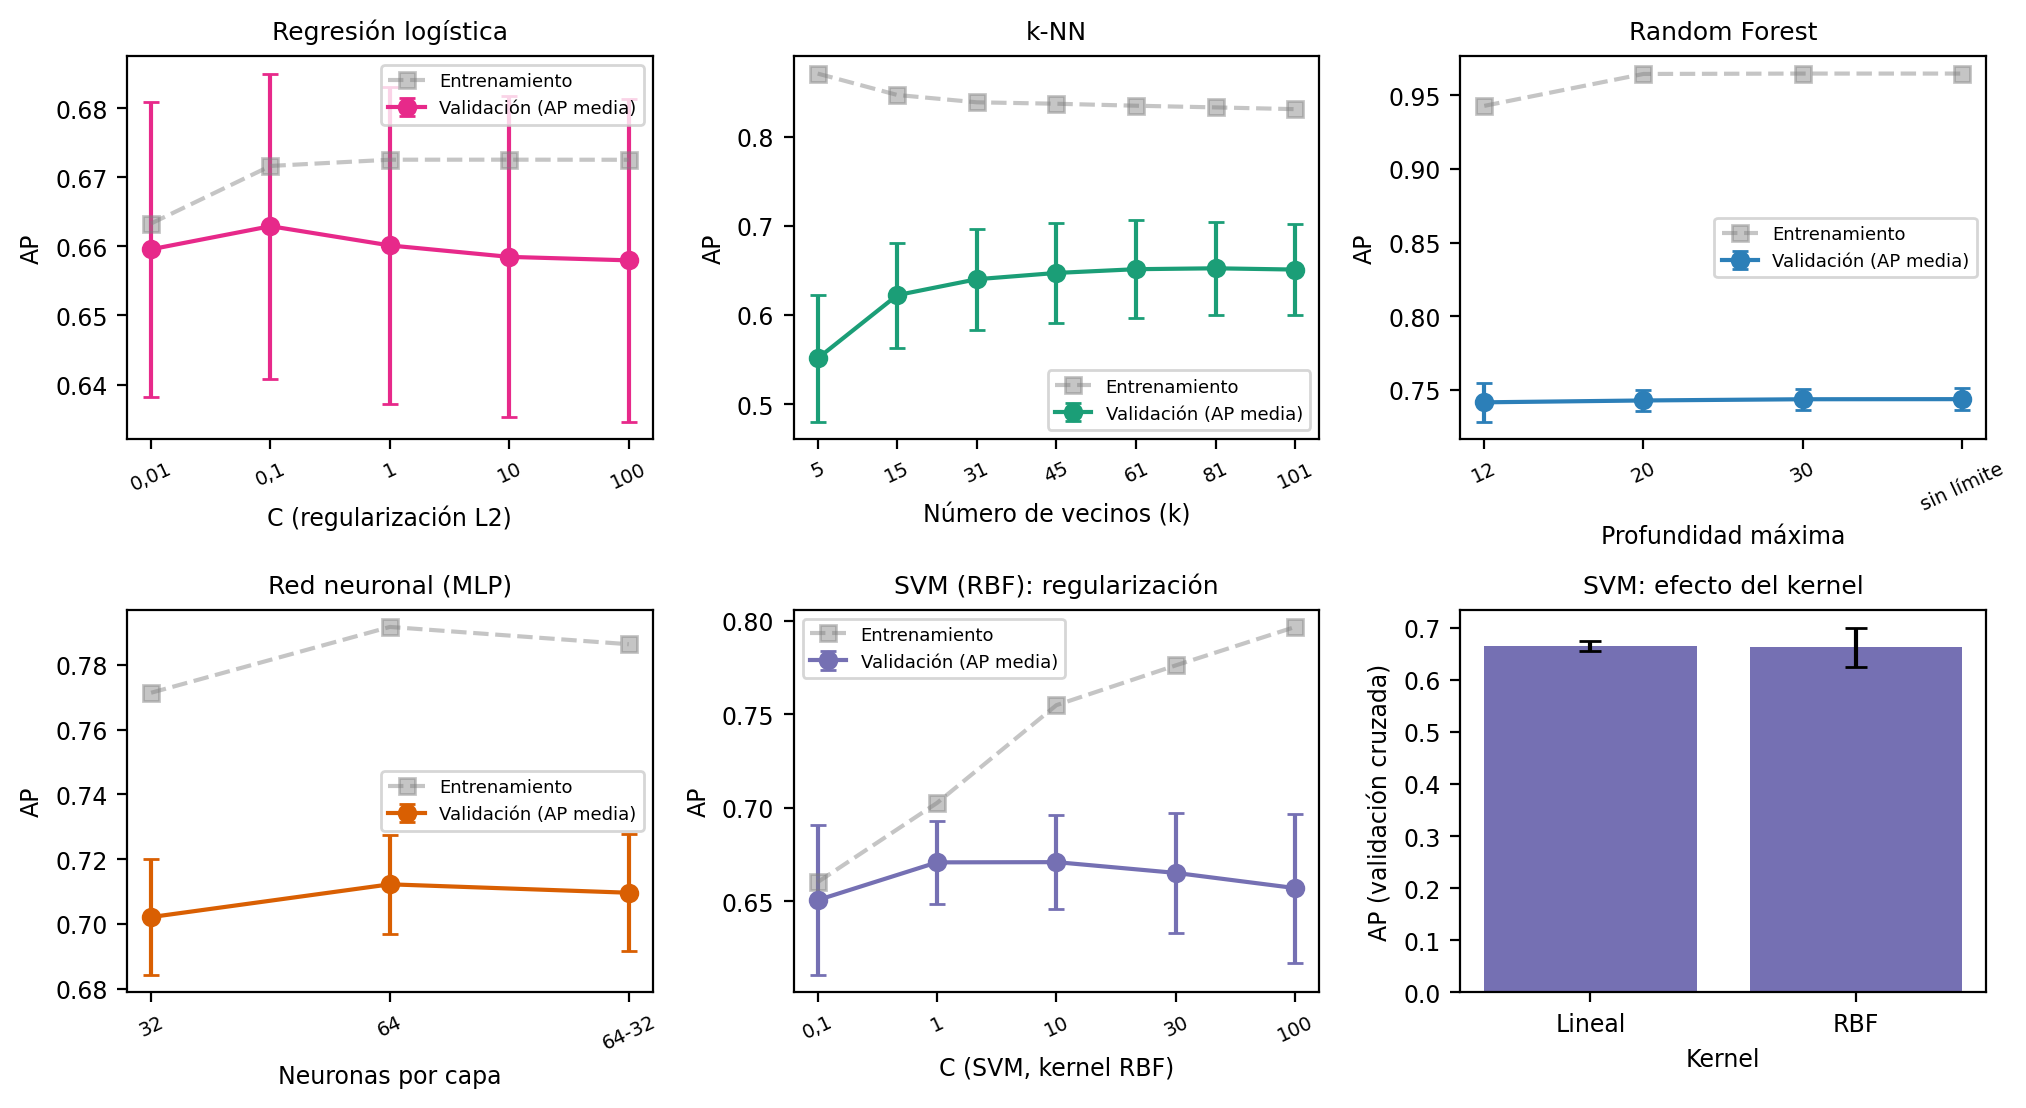 Regresión logística
AP
0.68
0.67
0.66
0.65
0.64
Entrenamiento
Validación (AP media)
0,01
0,1
1
10
100
C (regularización L2)
k-NN
AP
0.8
0.7
0.6
0.5
Entrenamiento
Validación (AP media)
5
15
31
45
61
81
101
Número de vecinos (k)
Random Forest
AP
0.95
0.90
0.85
0.80
0.75
Entrenamiento
Validación (AP media)
12
20
30
sin límite
Profundidad máxima
Red neuronal (MLP)
AP
0.78
0.76
0.74
0.72
0.70
0.68
Entrenamiento
Validación (AP media)
32
64
64-32
Neuronas por capa
SVM (RBF): regularización
AP
0.80
0.75
0.70
0.65
Entrenamiento
Validación (AP media)
0,1
1
10
30
100
C (SVM, kernel RBF)
SVM: efecto del kernel
AP (validación cruzada)
0.7
0.6
0.5
0.4
0.3
0.2
0.1
0.0
Lineal
RBF
Kernel